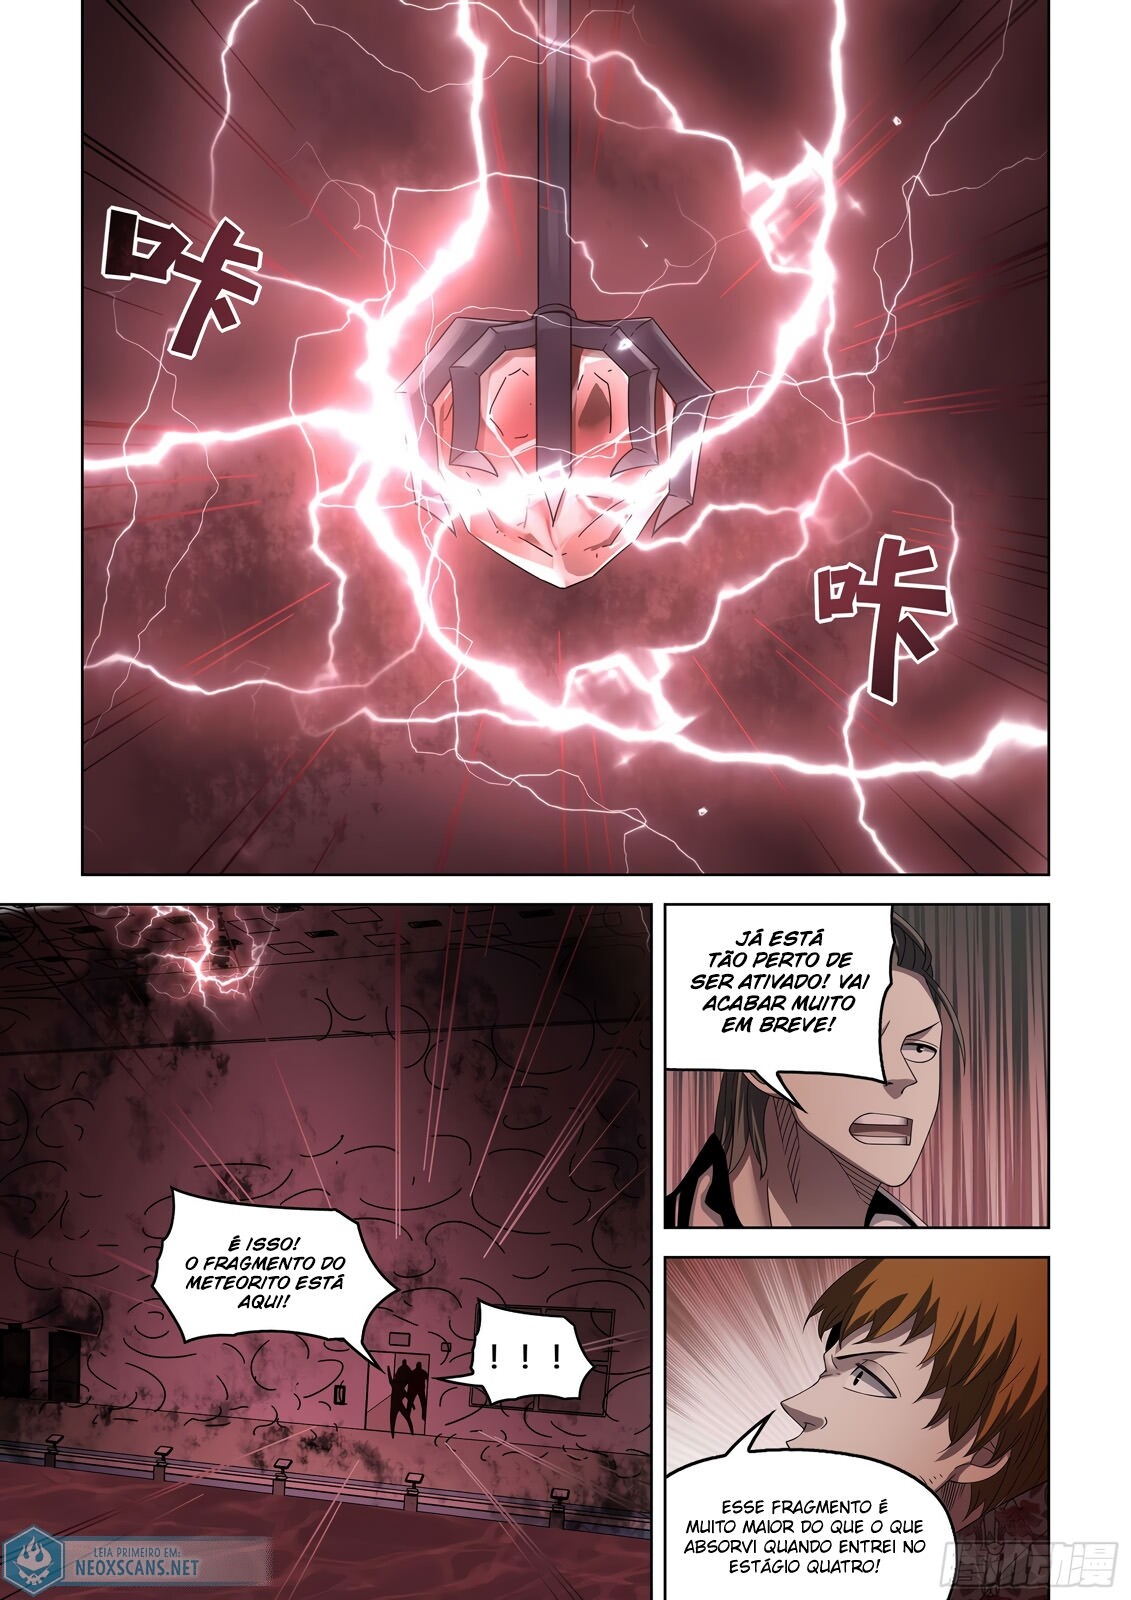 咔
咔
JÁ ESTÁ
TÃO PERTO DE
SER ATIVADO! VAI
ACABAR MUITO
EM BREVE!
É ISSO!
O FRAGMENTO DO
METEORITO ESTÁ
AQUI!
!!!
ESSE FRAGMENTO É
MUITO MAIOR DO QUE O QUE
ABSORVI QUANDO ENTREI NO
ESTÁGIO QUATRO!
LEIA PRIMEIRO EM:
NEOXSCANS.NET
腾讯动漫